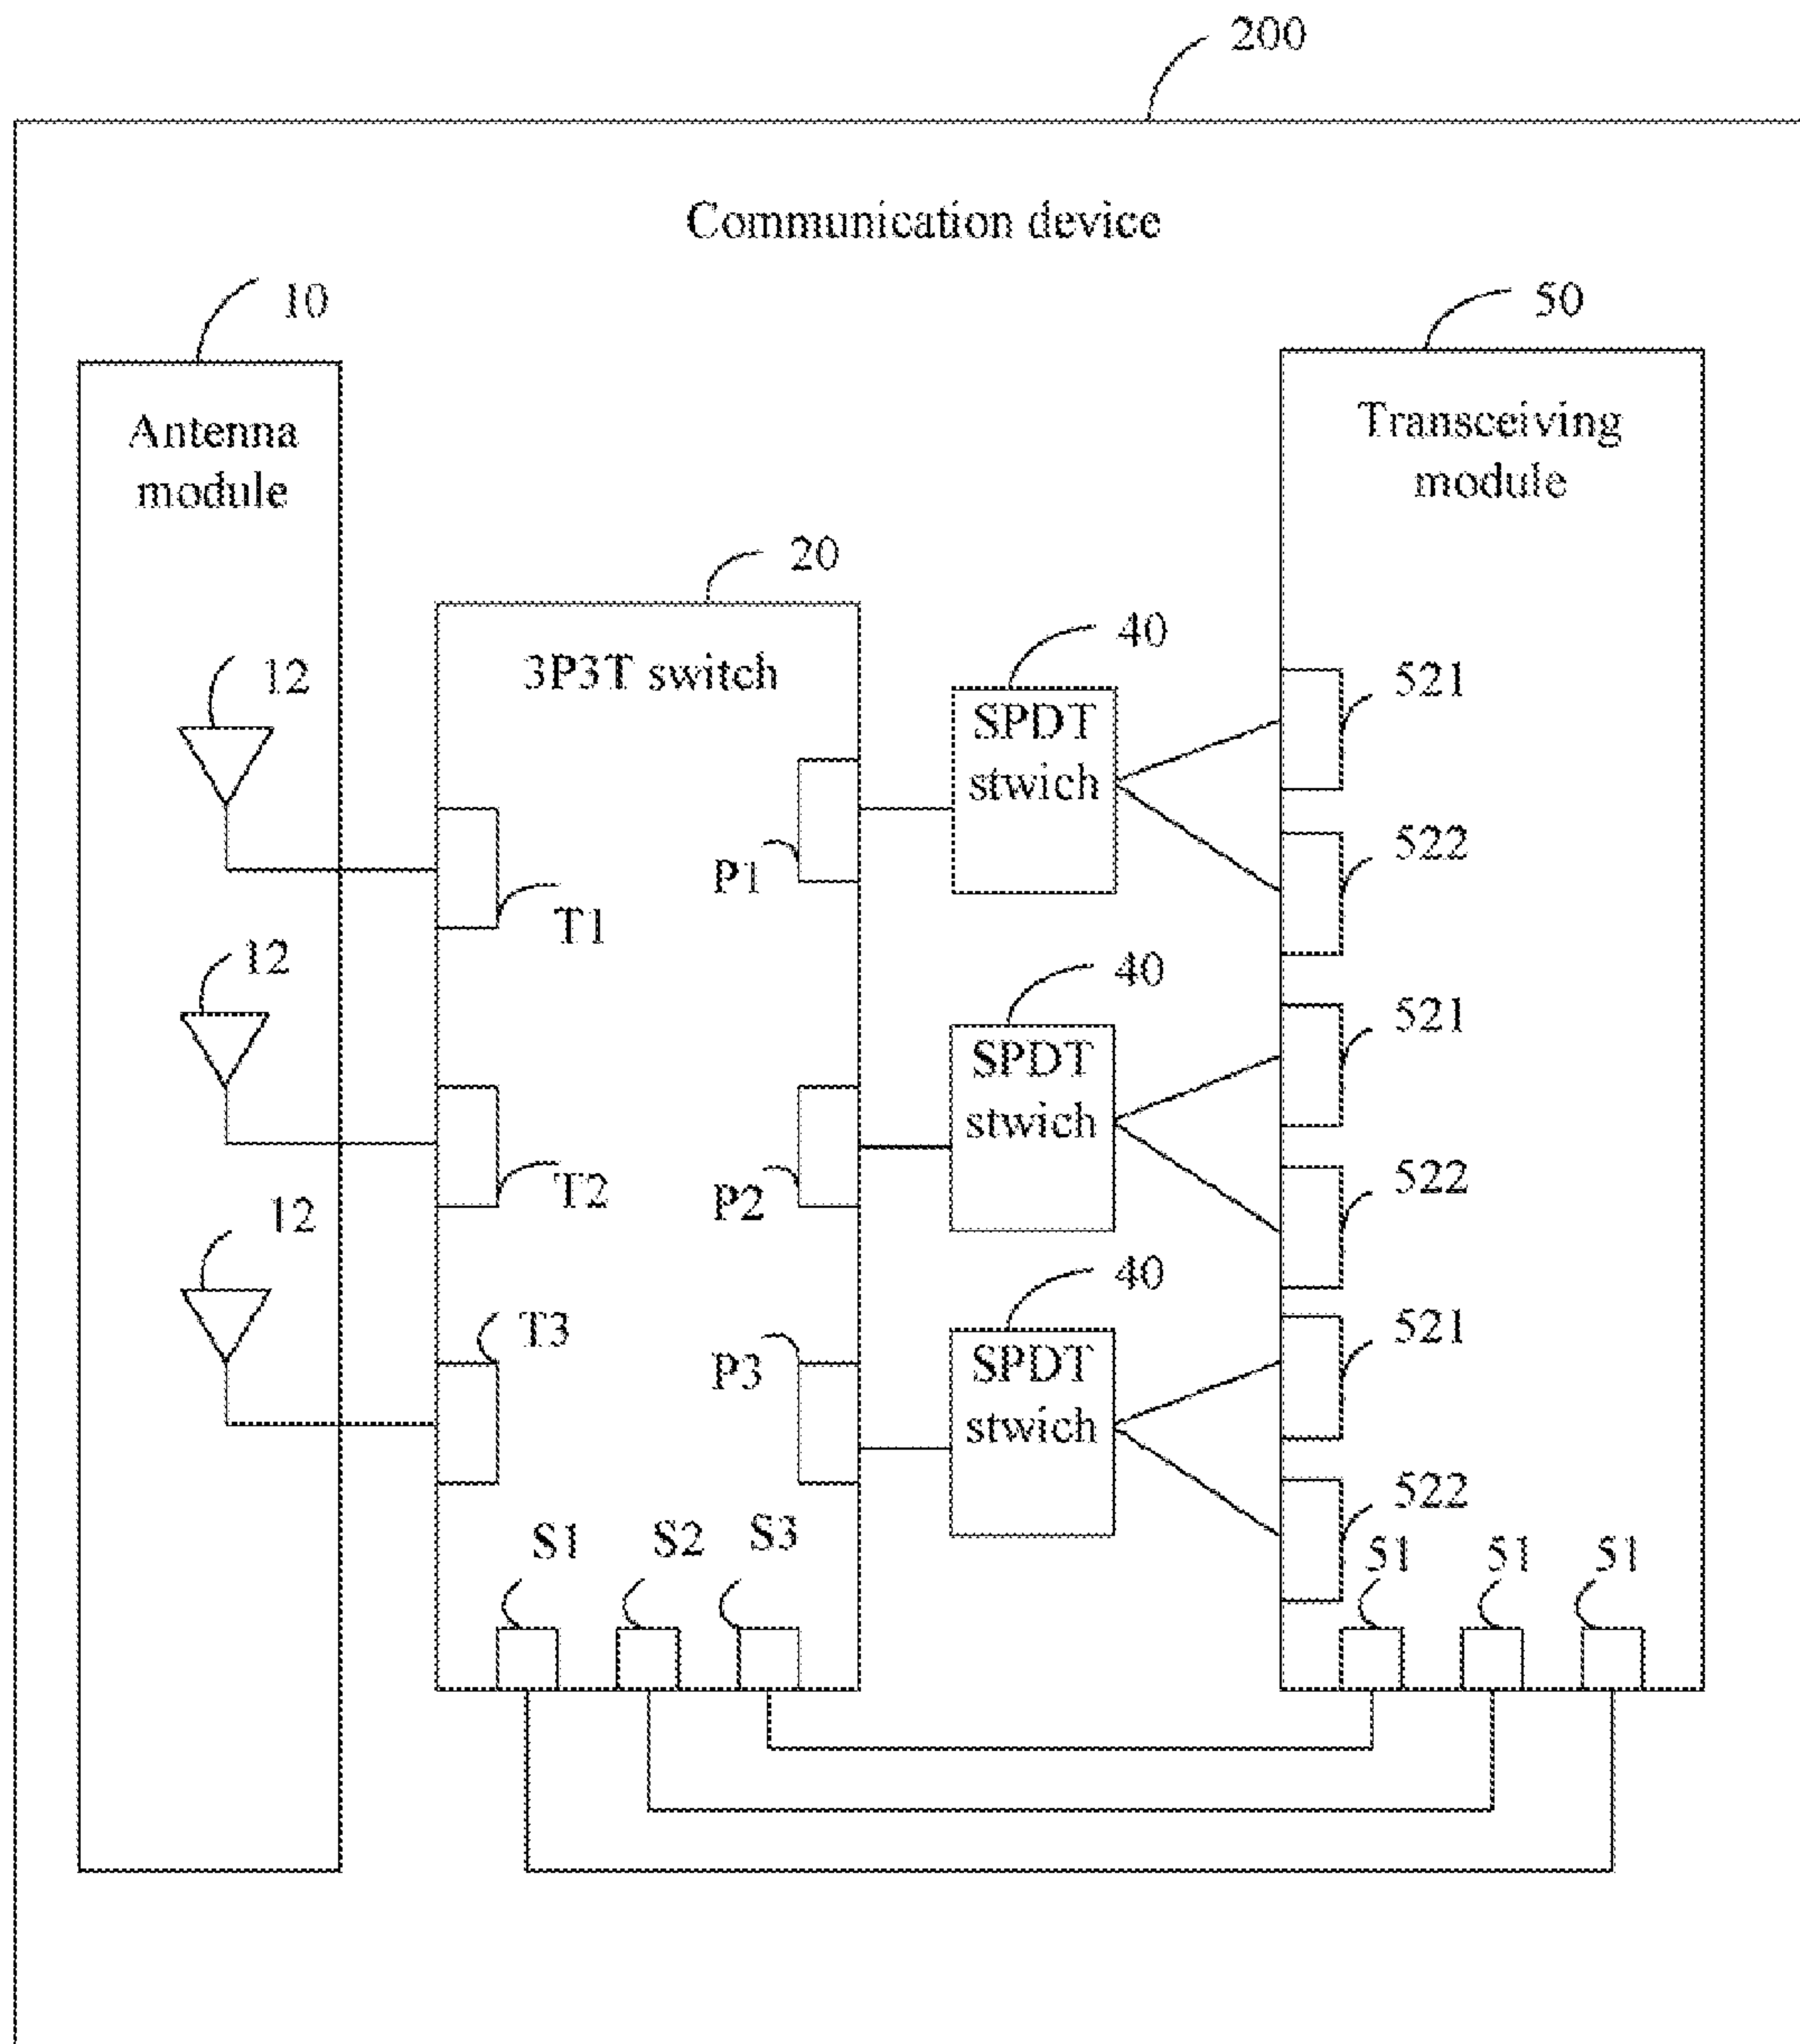 200
Communication device
10
50
Antenna
module
Transceiving
module
20
3P3T switch
12
40
SPDT
stwich
521
P1
522
T1
12
40
SPDT
stwich
521
T2
P2
522
12
40
T3
P3
SPDT
stwich
521
522
S1
S2
S3
51
51
51